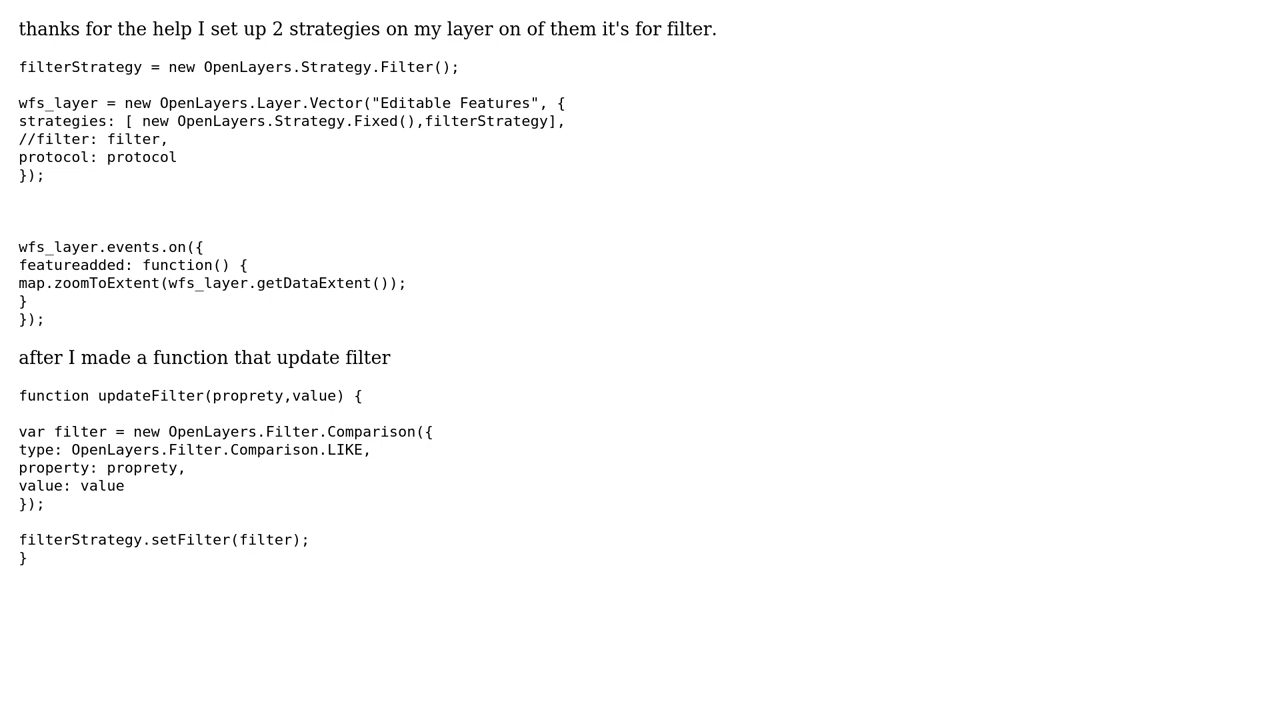 thanks for the help I set up 2 strategies on my layer on of them it's for filter.
filterStrategy = new OpenLayers.Strategy.Filter();
wfs_layer = new OpenLayers.Layer.Vector("Editable Features", {
strategies: [ new OpenLayers.Strategy.Fixed(),filterStrategy],
//filter: filter,
protocol: protocol
});
wfs_layer.events.on({
featureadded: function() {
map.zoomToExtent(wfs_layer.getDataExtent());
}
});
after I made a function that update filter
function updateFilter(proprety,value) {
var filter = new OpenLayers.Filter.Comparison({
type: OpenLayers.Filter.Comparison.LIKE,
property: proprety,
value: value
});
filterStrategy.setFilter(filter);
}